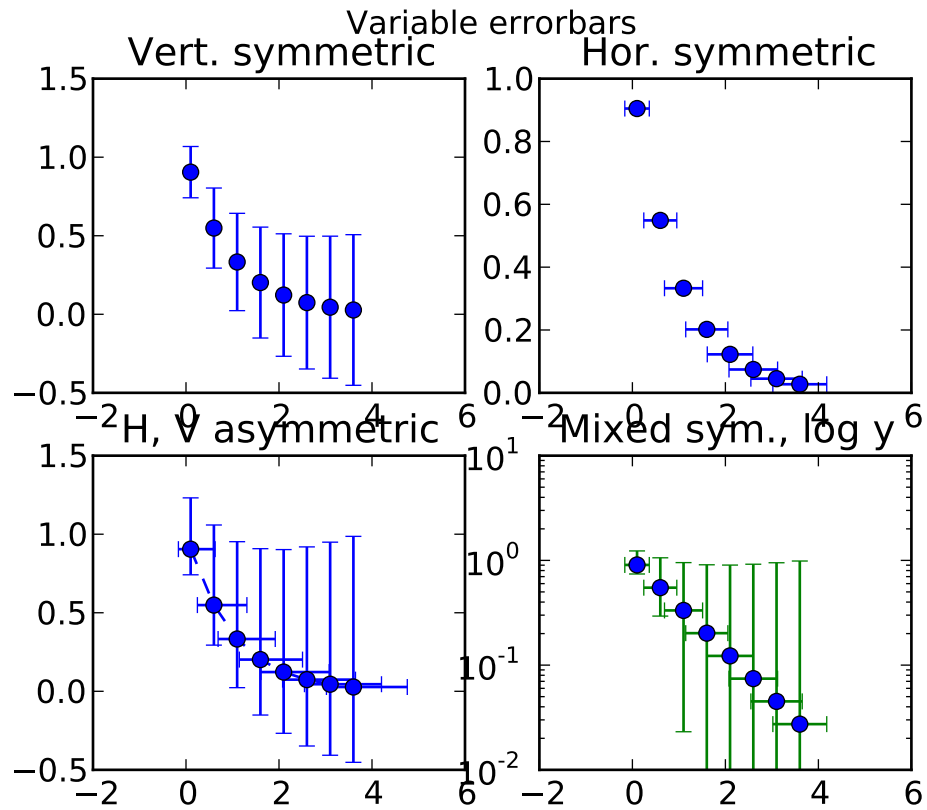 Variable errorbars
Vert. symmetric
Hor. symmetric
1.5
1.0
0.5
0.0
−0.5
−2 0 2 4 6
1.0
0.8
0.6
0.4
0.2
0.0
−2 0 2 4 6
H, V asymmetric
Mixed sym., log y
1.5
1.0
0.5
0.0
−0.5
−2 0 2 4 6
10^1
10^0
10^-1
10^-2
−2 0 2 4 6